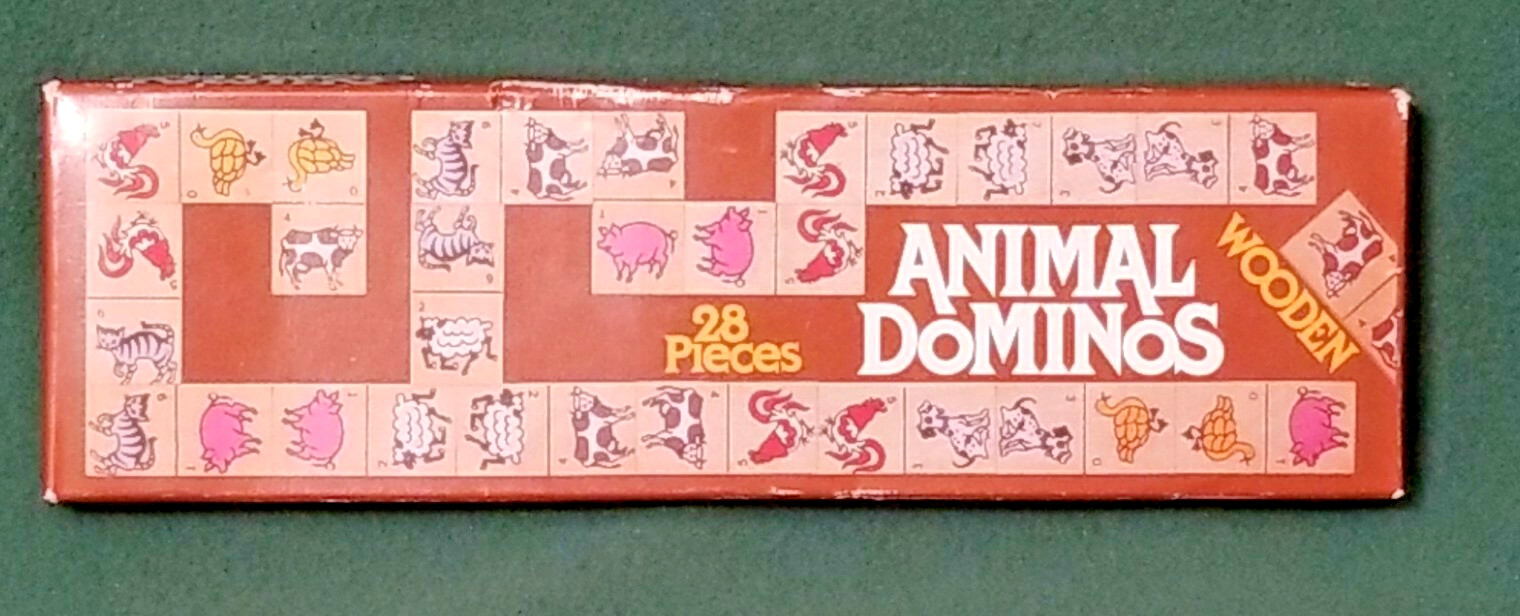 ANIMAL
DOMINOS
WOODEN
28
Pieces